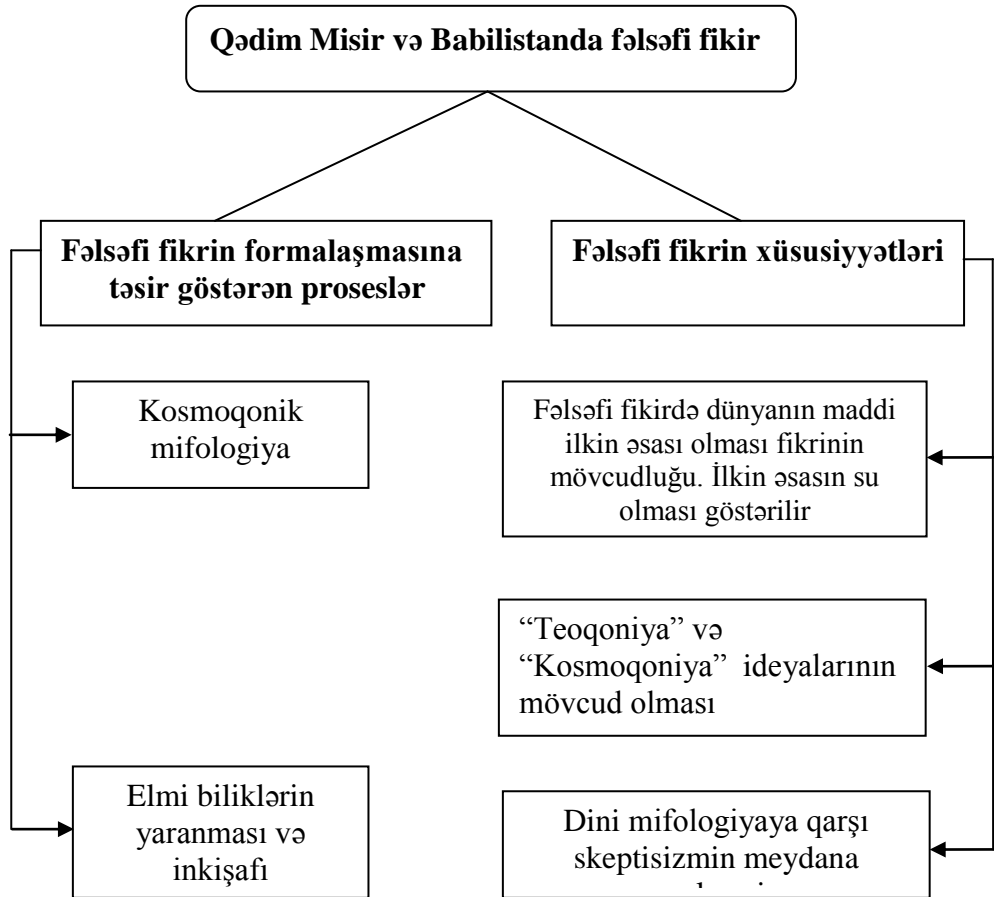 Qədim Misir və Babilistanda fəlsəfi fikir
Fəlsəfi fikrin formalaşmasına
təsir göstərən proseslər
Kosmoqonik
mifologiya
Elmi biliklərin
yaranması və
inkişafı
Fəlsəfi fikrin xüsusiyyətləri
Fəlsəfi fikirdə dünyanın maddi
ilkin əsası olması fikrinin
mövcudluğu. İlkin əsasın su
olması göstərilir
“Teoqoniya” və
“Kosmoqoniya” ideyalarının
mövcud olması
Dini mifologiyaya qarşı
skeptisizmin meydana